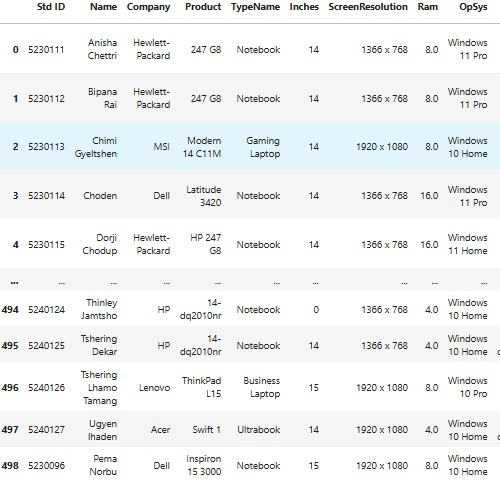 Std ID Name Company Product TypeName Inches ScreenResolution Ram OpSys
0 5230111 Anisha Chettri Hewlett-Packard 247 G8 Notebook 14 1366 x 768 8.0 Windows 11 Pro
1 5230112 Bipana Rai Hewlett-Packard 247 G8 Notebook 14 1366 x 768 8.0 Windows 11 Pro
2 5230113 Chimi Gyeltshen MSI Modern 14 C11M Gaming Laptop 14 1920 x 1080 8.0 Windows 10 Home
3 5230114 Choden Dell Latitude 3420 Notebook 14 1366 x 768 16.0 Windows 11 Pro
4 5230115 Dorji Chodup Hewlett-Packard HP 247 G8 Notebook 14 1366 x 768 16.0 Windows 11 Home
... ... ... ... ... ... ... ... ... ...
494 5240124 Thinley Jamtsho HP 14-dq2010nr Notebook 0 1366 x 768 4.0 Windows 10 Home
495 5240125 Tshering Dekar HP 14-dq2010nr Notebook 14 1366 x 768 4.0 Windows 10 Home
496 5240126 Tshering Lhamo Tamang Lenovo ThinkPad L15 Business Laptop 15 1920 x 1080 8.0 Windows 10 Pro
497 5240127 Ugyen Ihaden Acer Swift 1 Ultrabook 14 1920 x 1080 4.0 Windows 10 Home
498 5230096 Pema Norbu Dell Inspiron 15 3000 Notebook 15 1920 x 1080 8.0 Windows 10 Home